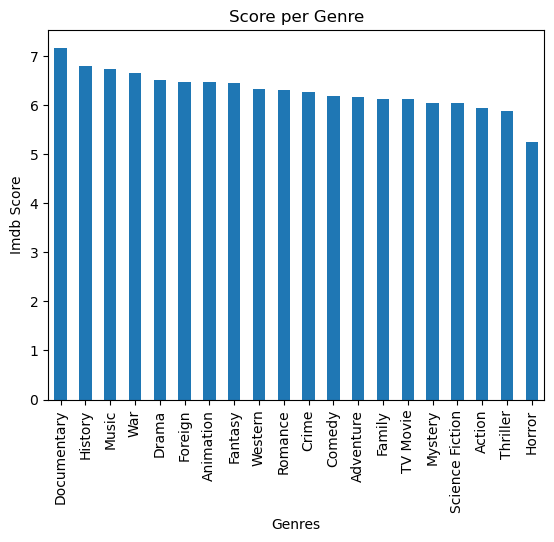 Score per Genre
Imdb Score
7
6
5
4
3
2
1
0
Documentary
History
Music
War
Drama
Foreign
Animation
Fantasy
Western
Romance
Crime
Comedy
Adventure
Family
TV Movie
Mystery
Science Fiction
Action
Thriller
Horror
Genres